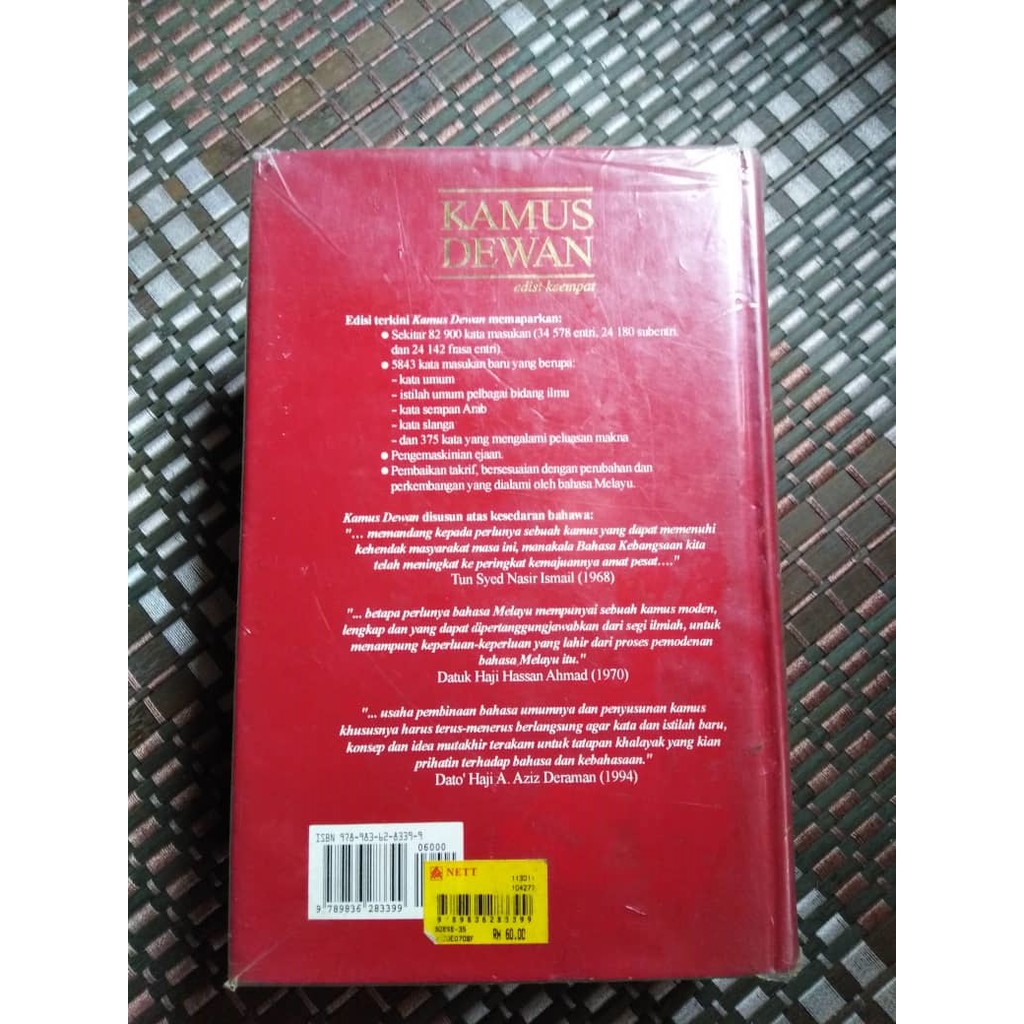 KAMUS
DEWAN
edisi keempat
Edisi terkini Kamus Dewan memaparkan:
● Sekitar 82 900 kata masukan (34 578 entri, 24 180 subentri
dan 24 142 frasa entri)
● 5843 kata masukan baru yang berupa:
– kata umum
– istilah umum pelbagai bidang ilmu
– kata serapan Arab
– kata slanga
– dan 375 kata yang mengalami peluasan makna
● Pengemaskinian ejaan.
● Pembaikan takrif, bersesuaian dengan perubahan dan
perkembangan yang dialami oleh bahasa Melayu.
Kamus Dewan disusun atas kesedaran bahawa:
"... memandang kepada perlunya sebuah kamus yang dapat memenuhi
kehendak masyarakat masa ini, manakala Bahasa Kebangsaan kita
telah meningkat ke peringkat kemajuannya amat pesat...."
Tun Syed Nasir Ismail (1968)
"... betapa perlunya bahasa Melayu mempunyai sebuah kamus moden,
lengkap dan yang dapat dipertanggungjawabkan dari segi ilmiah, untuk
menampung keperluan-keperluan yang lahir dari proses pemodenan
bahasa Melayu itu."
Datuk Haji Hassan Ahmad (1970)
"... usaha pembinaan bahasa umumnya dan penyusunan kamus
khususnya harus terus-menerus berlangsung agar kata dan istilah baru,
konsep dan idea mutakhir terakam untuk tatapan khalayak yang kian
prihatin terhadap bahasa dan kebahasaan."
Dato' Haji A. Aziz Deraman (1994)
ISBN 978-983-62-8339-9
06000
9 789836 283399
NETT
9 789836 283399
RM 60.00